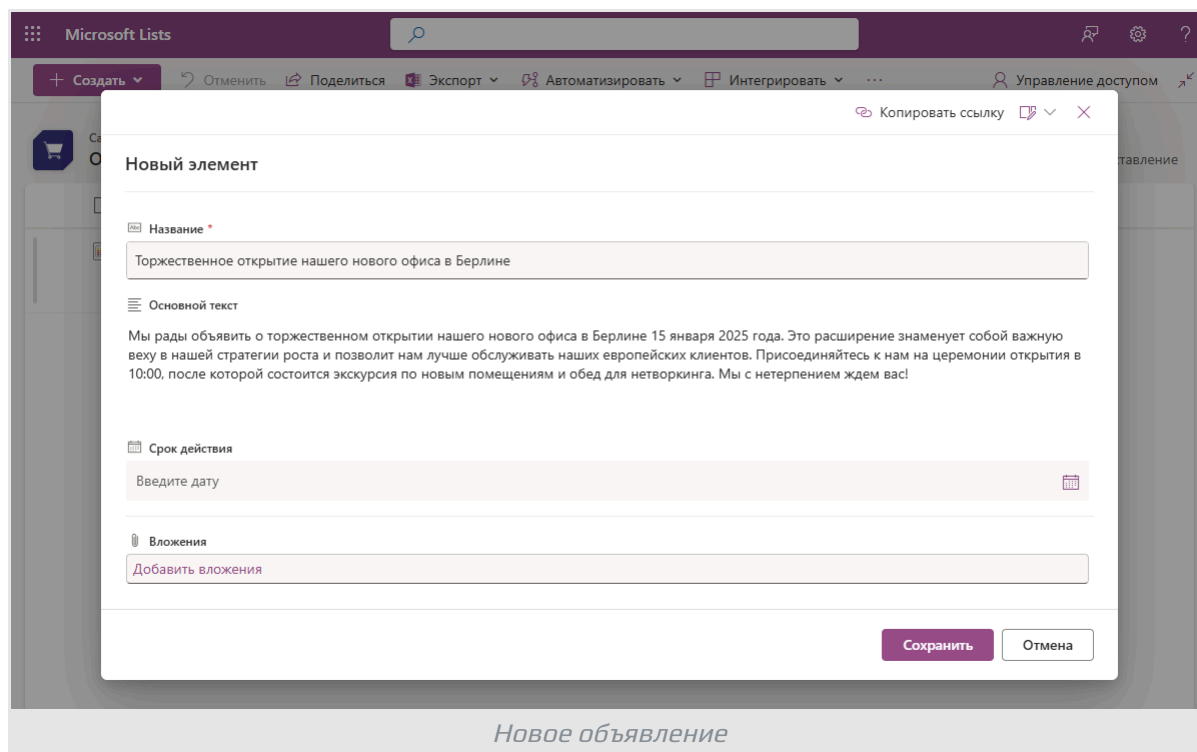 Microsoft Lists
Создать
Отменить
Поделиться
Экспорт
Автоматизировать
Интегрировать
Управление доступом
Копировать ссылку
Новый элемент
Abc Название *
Торжественное открытие нашего нового офиса в Берлине
Основной текст
Мы рады объявить о торжественном открытии нашего нового офиса в Берлине 15 января 2025 года. Это расширение знаменует собой важную
веху в нашей стратегии роста и позволит нам лучше обслуживать наших европейских клиентов. Присоединяйтесь к нам на церемонии открытия в
10:00, после которой состоится экскурсия по новым помещениям и обед для нетворкинга. Мы с нетерпением ждем вас!
Срок действия
Введите дату
Вложения
Добавить вложения
Сохранить
Отмена
Новое объявление